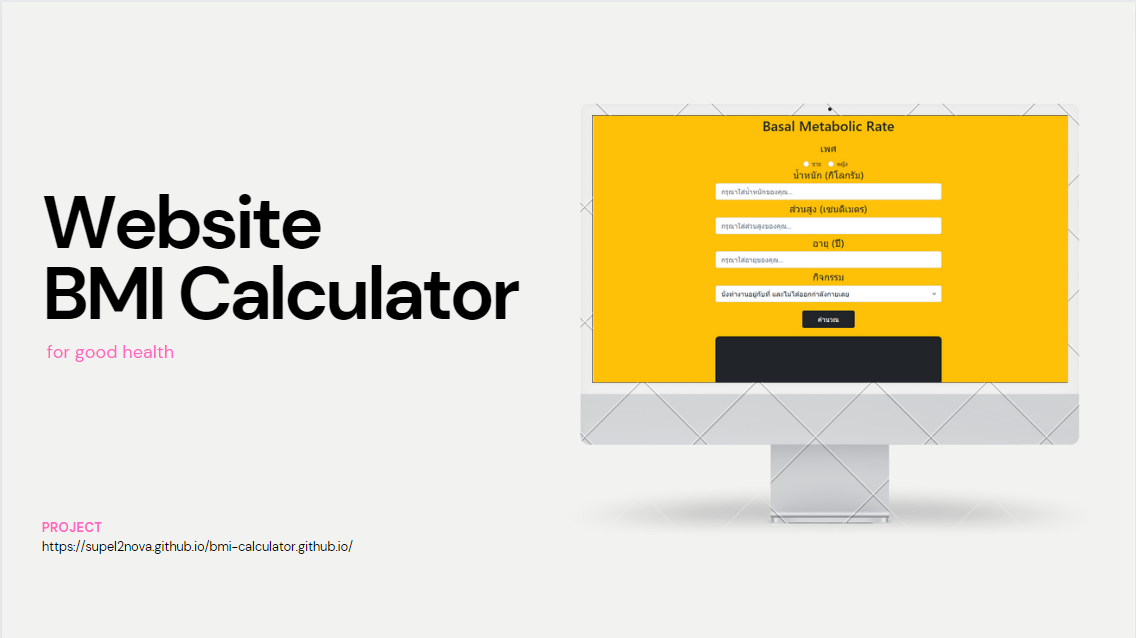 Website
BMI Calculator
for good health
PROJECT
https://supel2nova.github.io/bmi-calculator.github.io/
Basal Metabolic Rate
เพศ
ชาย หญิง
น้ำหนัก (กิโลกรัม)
กรุณาใส่น้ำหนักของคุณ...
ส่วนสูง (เซนติเมตร)
กรุณาใส่ส่วนสูงของคุณ...
อายุ (ปี)
กรุณาใส่อายุของคุณ...
กิจกรรม
นั่งทำงานอยู่กับที่ และไม่ได้ออกกำลังกายเลย
คำนวณ